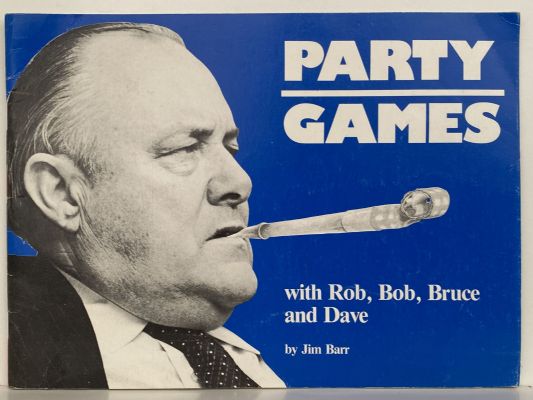 PARTY
GAMES
with Rob, Bob, Bruce
and Dave
by Jim Barr